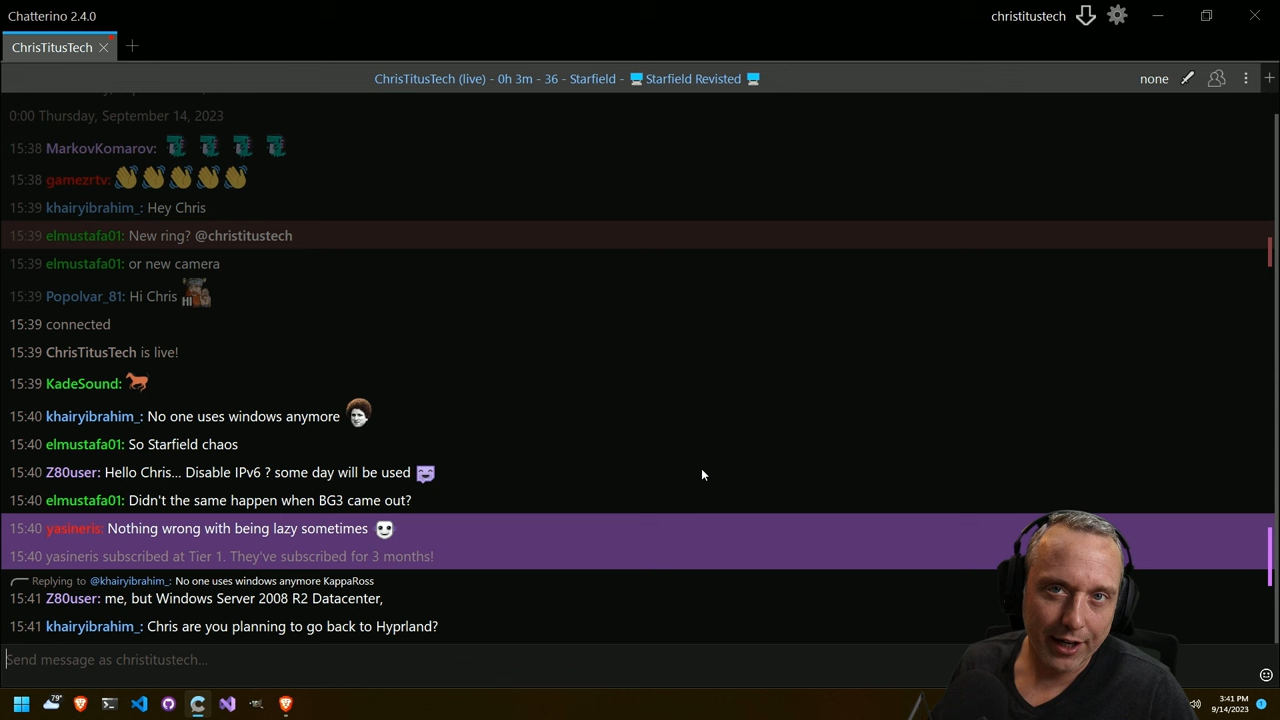 Chatterino 2.4.0
christitustech
ChrisTitusTech
ChrisTitusTech (live) - 0h 3m - 36 - Starfield - 💻Starfield Revisted 💻
none
0:00 Thursday, September 14, 2023
15:38 MarkovKomarov:
15:38 gamezrtv: 👋👋👋👋👋
15:39 khairyibrahim_: Hey Chris
15:39 elmustafa01: New ring? @christitustech
15:39 elmustafa01: or new camera
15:39 Popolvar_81: Hi Chris HI
15:39 connected
15:39 ChrisTitusTech is live!
15:39 KadeSound: 🐎
15:40 khairyibrahim_: No one uses windows anymore
15:40 elmustafa01: So Starfield chaos
15:40 Z80user: Hello Chris... Disable IPv6 ? some day will be used
15:40 elmustafa01: Didn't the same happen when BG3 came out?
15:40 yasineris: Nothing wrong with being lazy sometimes
15:40 yasineris subscribed at Tier 1. They've subscribed for 3 months!
Replying to @khairyibrahim_: No one uses windows anymore KappaRoss
15:41 Z80user: me, but Windows Server 2008 R2 Datacenter,
15:41 khairyibrahim_: Chris are you planning to go back to Hyprland?
Send message as christitustech...
79°
3:41 PM
9/14/2023
1